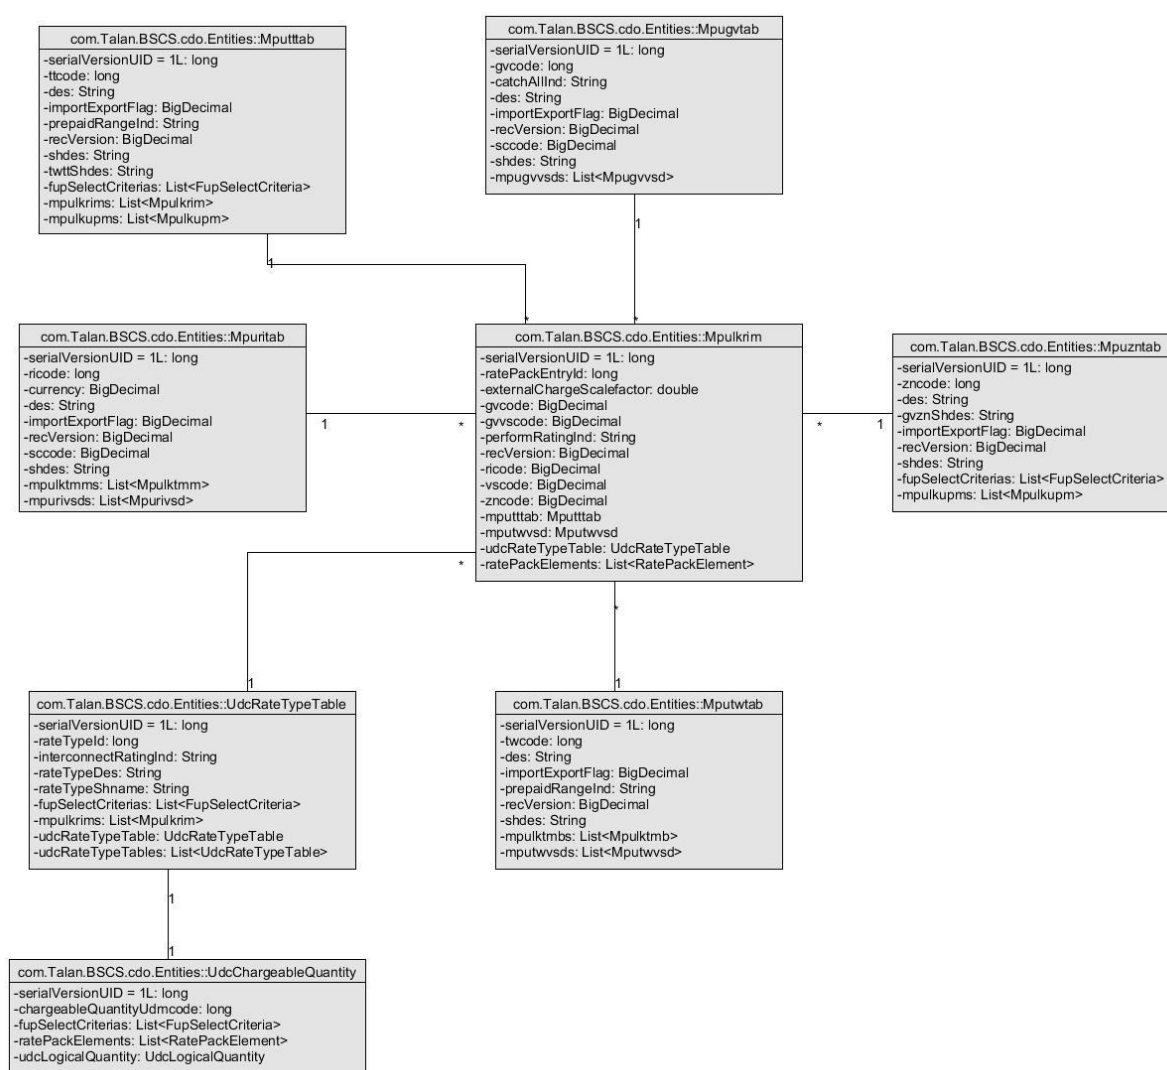 com.Talan.BSCS.cdo.Entities::Mputttab
-serialVersionUID = 1L: long
-ttcode: long
-des: String
-importExportFlag: BigDecimal
-prepaidRangeInd: String
-recVersion: BigDecimal
-shdes: String
-twttShdes: String
-fupSelectCriterias: List<FupSelectCriteria>
-mpulkrims: List<Mpulkrim>
-mpulkupms: List<Mpulkupm>
1
*
com.Talan.BSCS.cdo.Entities::Mpugvtab
-serialVersionUID = 1L: long
-gvcode: long
-catchAllInd: String
-des: String
-importExportFlag: BigDecimal
-recVersion: BigDecimal
-sccode: BigDecimal
-shdes: String
-mpugvvsds: List<Mpugvvsd>
1
*
com.Talan.BSCS.cdo.Entities::Mpuritab
-serialVersionUID = 1L: long
-ricode: long
-currency: BigDecimal
-des: String
-importExportFlag: BigDecimal
-recVersion: BigDecimal
-sccode: BigDecimal
-shdes: String
-mpulktmms: List<Mpulktmm>
-mpurivsds: List<Mpurivsd>
1
*
com.Talan.BSCS.cdo.Entities::Mpulkrim
-serialVersionUID = 1L: long
-ratePackEntryId: long
-externalChargeScalefactor: double
-gvcode: BigDecimal
-gvvscode: BigDecimal
-performRatingInd: String
-recVersion: BigDecimal
-ricode: BigDecimal
-vscode: BigDecimal
-zncode: BigDecimal
-mputttab: Mputttab
-mputwvsd: Mputwvsd
-udcRateTypeTable: UdcRateTypeTable
-ratePackElements: List<RatePackElement>
*
1
com.Talan.BSCS.cdo.Entities::Mpuzntab
-serialVersionUID = 1L: long
-zncode: long
-des: String
-gvznShdes: String
-importExportFlag: BigDecimal
-recVersion: BigDecimal
-shdes: String
-fupSelectCriterias: List<FupSelectCriteria>
-mpulkupms: List<Mpulkupm>
*
1
*
1
com.Talan.BSCS.cdo.Entities::UdcRateTypeTable
-serialVersionUID = 1L: long
-rateTypeId: long
-interconnectRatingInd: String
-rateTypeDes: String
-rateTypeShname: String
-fupSelectCriterias: List<FupSelectCriteria>
-mpulkrims: List<Mpulkrim>
-udcRateTypeTable: UdcRateTypeTable
-udcRateTypeTables: List<UdcRateTypeTable>
com.Talan.BSCS.cdo.Entities::Mputwtab
-serialVersionUID = 1L: long
-twcode: long
-des: String
-importExportFlag: BigDecimal
-prepaidRangeInd: String
-recVersion: BigDecimal
-shdes: String
-mpulktmbs: List<Mpulktmb>
-mputwvsds: List<Mputwvsd>
1
1
com.Talan.BSCS.cdo.Entities::UdcChargeableQuantity
-serialVersionUID = 1L: long
-chargeableQuantityUdmcode: long
-fupSelectCriterias: List<FupSelectCriteria>
-ratePackElements: List<RatePackElement>
-udcLogicalQuantity: UdcLogicalQuantity